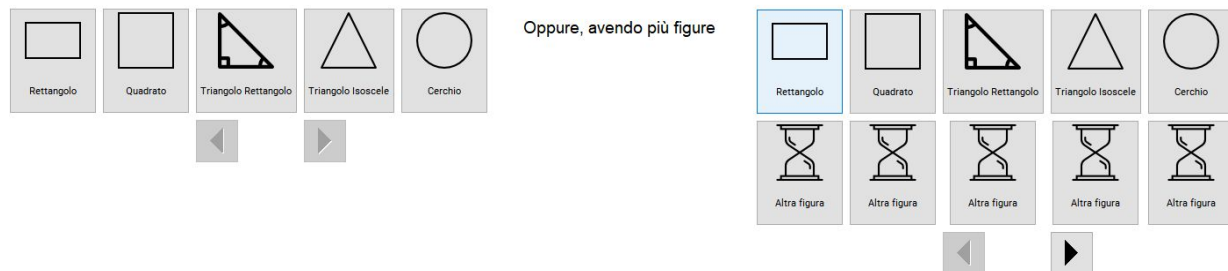 Rettangolo
Quadrato
Triangolo Rettangolo
Triangolo Isoscele
Cerchio
Oppure, avendo più figure
Rettangolo
Quadrato
Triangolo Rettangolo
Triangolo Isoscele
Cerchio
Altra figura
Altra figura
Altra figura
Altra figura
Altra figura